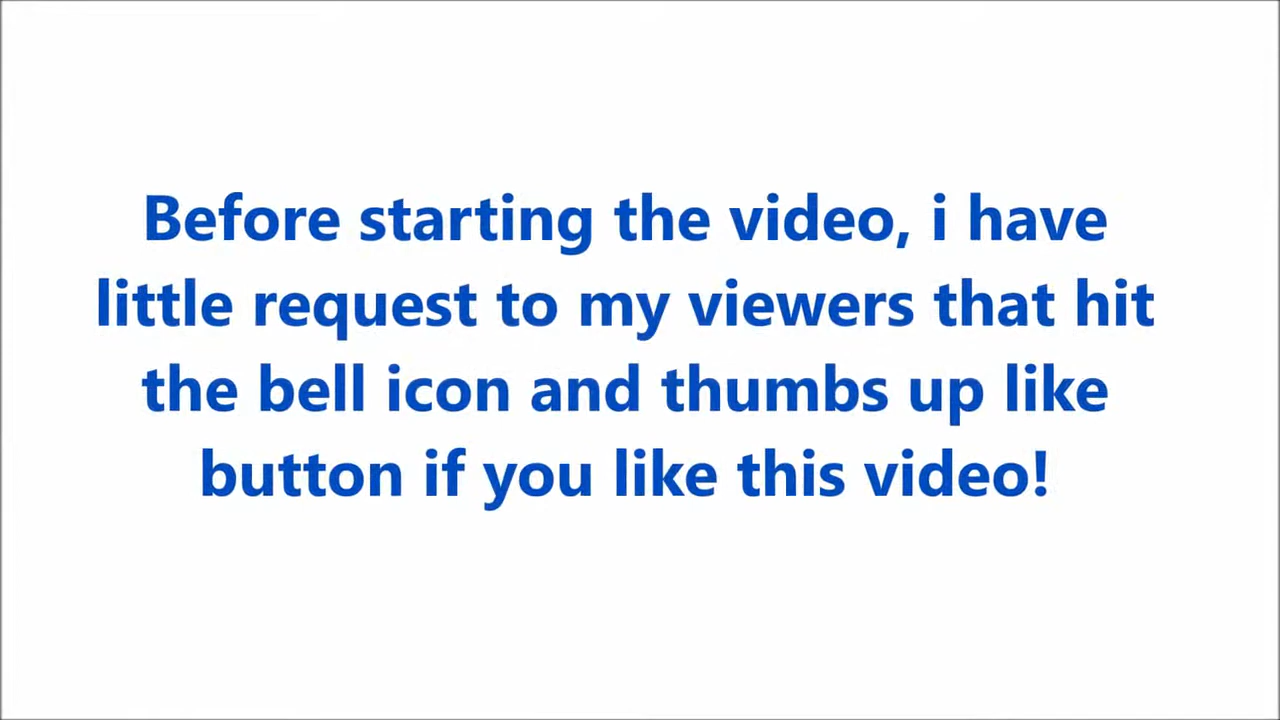 Before starting the video, i have
little request to my viewers that hit
the bell icon and thumbs up like
button if you like this video!